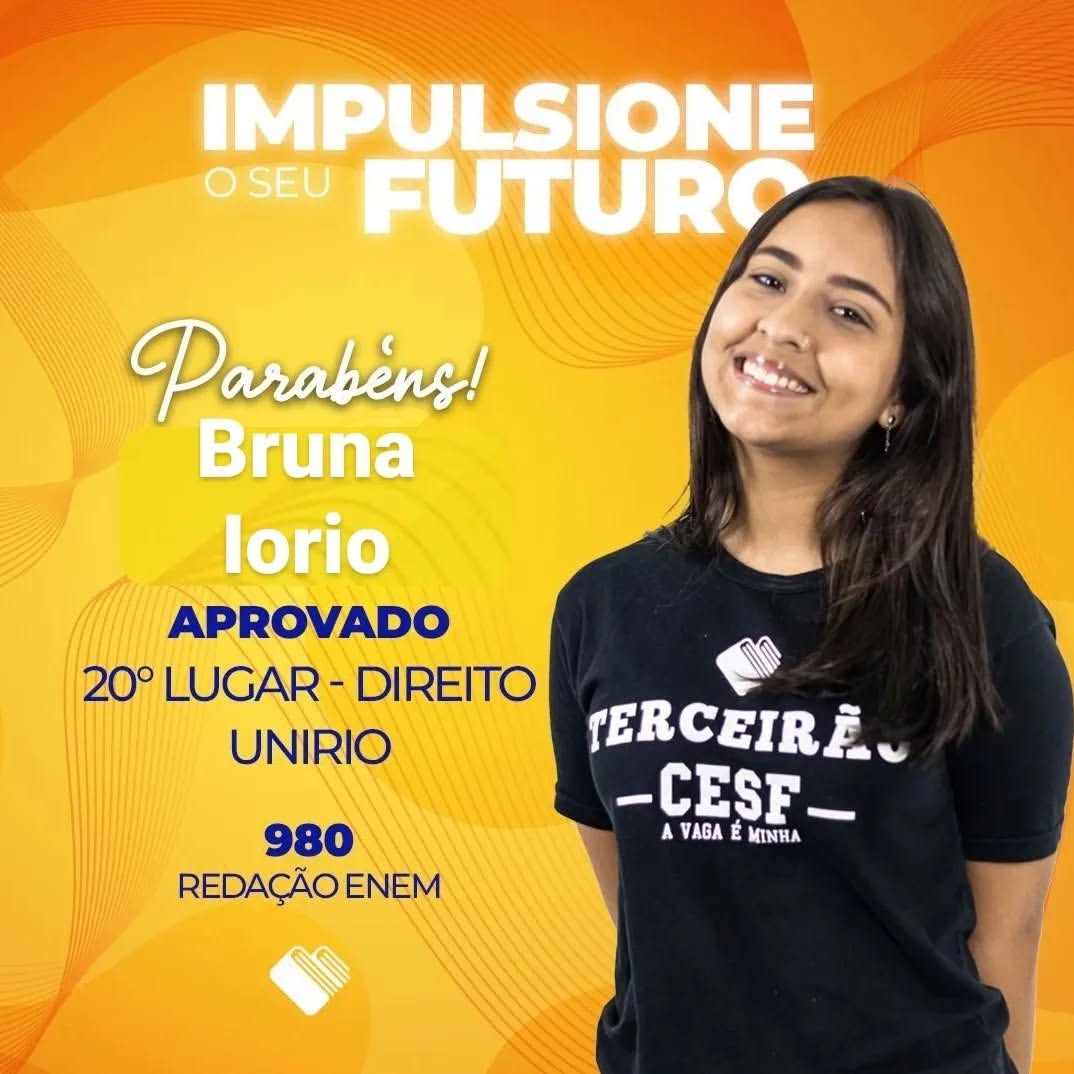 IMPULSIONE
O SEU FUTURO
Parabéns!
Bruna
Iorio
APROVADO
20º LUGAR - DIREITO
UNIRIO
980
REDAÇÃO ENEM
TERCEIRÃO
CESF
A VAGA É MINHA